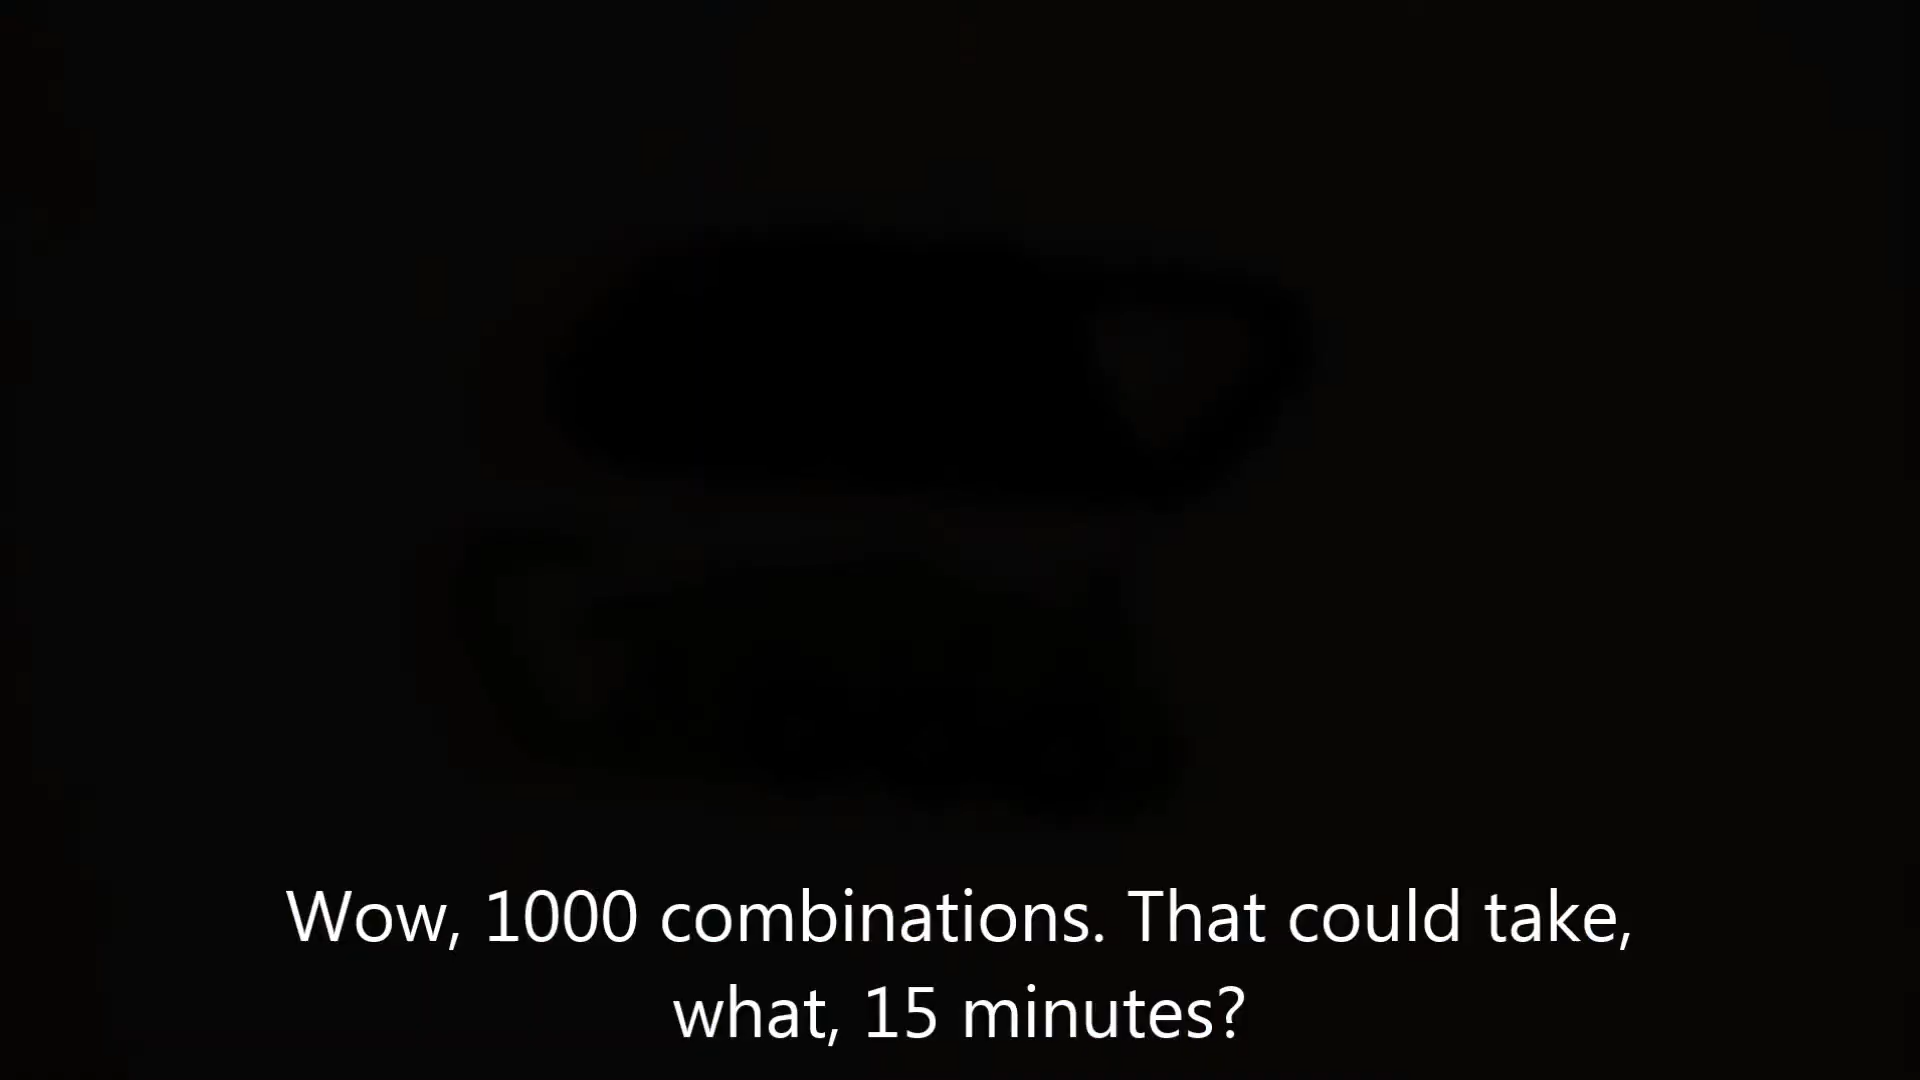 Wow, 1000 combinations. That could take,
what, 15 minutes?